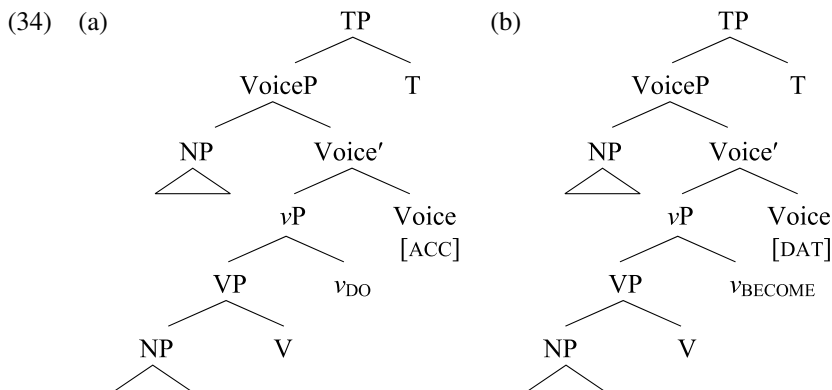 (34) (a) TP (b) TP
VoiceP T VoiceP T
NP Voice′ NP Voice′
vP Voice vP Voice
[ACC] [DAT]
VP vDO VP vBECOME
NP V NP V